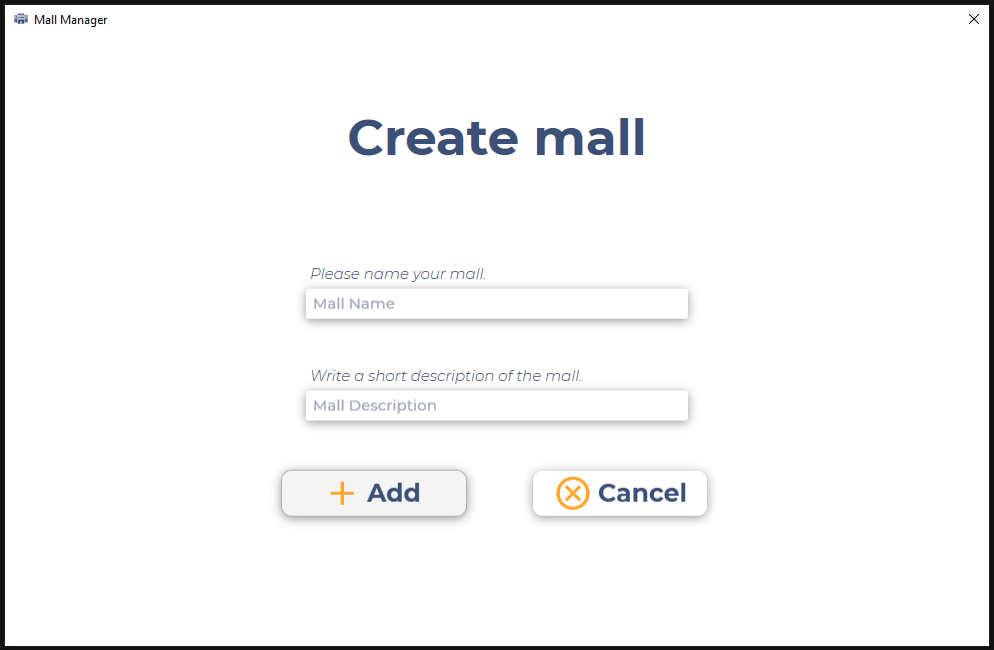 Mall Manager
Create mall
Please name your mall.
Mall Name
Write a short description of the mall.
Mall Description
Add
Cancel